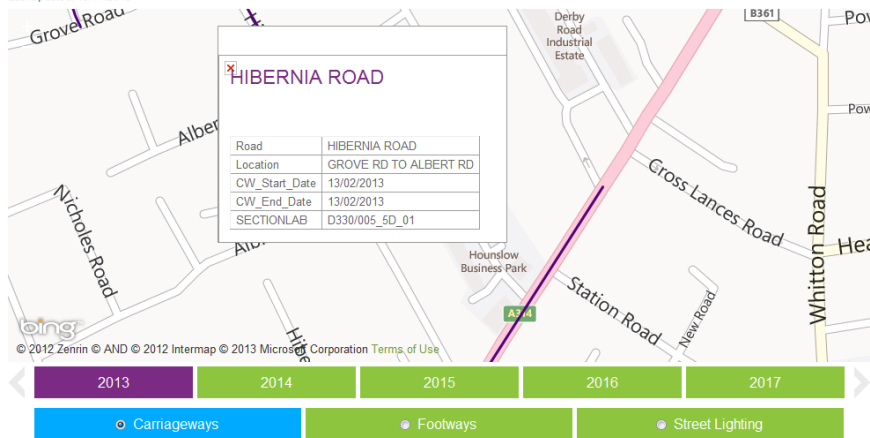 Grove Road
Derby
Road
Industrial
Estate
B361
Pov
HIBERNIA ROAD
Alber
Road HIBERNIA ROAD
Location GROVE RD TO ALBERT RD
CW_Start_Date 13/02/2013
CW_End_Date 13/02/2013
SECTIONLAB D330/005_5D_01
Pow
Cross Lances Road
Nicholes Road
Alb
Whitton Road
Hea
Hounslow
Business Park
Station Road
New Road
A314
Hibe
bing
© 2012 Zenrin © AND © 2012 Intermap © 2013 Microsoft Corporation Terms of Use
2013 2014 2015 2016 2017
Carriageways Footways Street Lighting